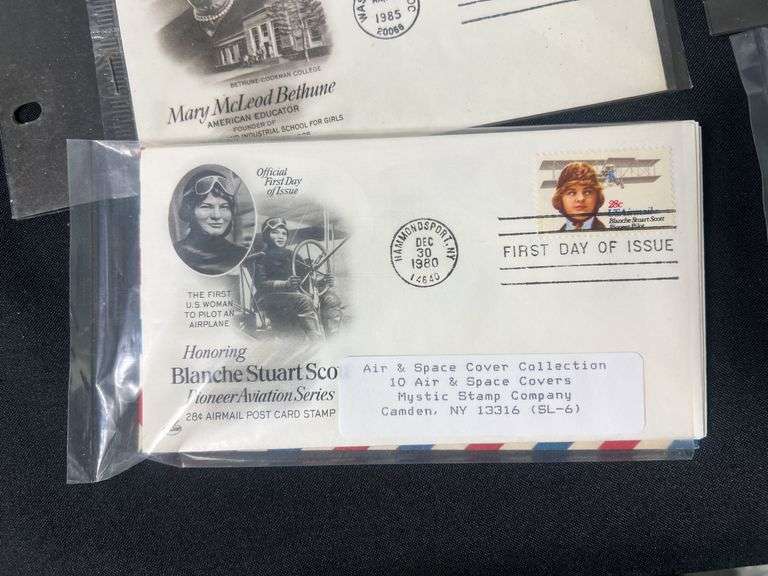 WAS
1985
20066
BETHUNE-COOKMAN COLLEGE
Mary McLeod Bethune
AMERICAN EDUCATOR
FOUNDER OF
INDUSTRIAL SCHOOL FOR GIRLS
Official
First Day
of Issue
THE FIRST
U.S. WOMAN
TO PILOT AN
AIRPLANE
Honoring
Blanche Stuart Sco
Pioneer Aviation Series
28¢ AIRMAIL POST CARD STAMP
HAMMONDSPORT, NY
DEC
30
1980
14840
28c
USAirmail
Blanche Stuart Scott
Pioneer Pilot
FIRST DAY OF ISSUE
Air & Space Cover Collection
10 Air & Space Covers
Mystic Stamp Company
Camden, NY 13316 (SL-6)